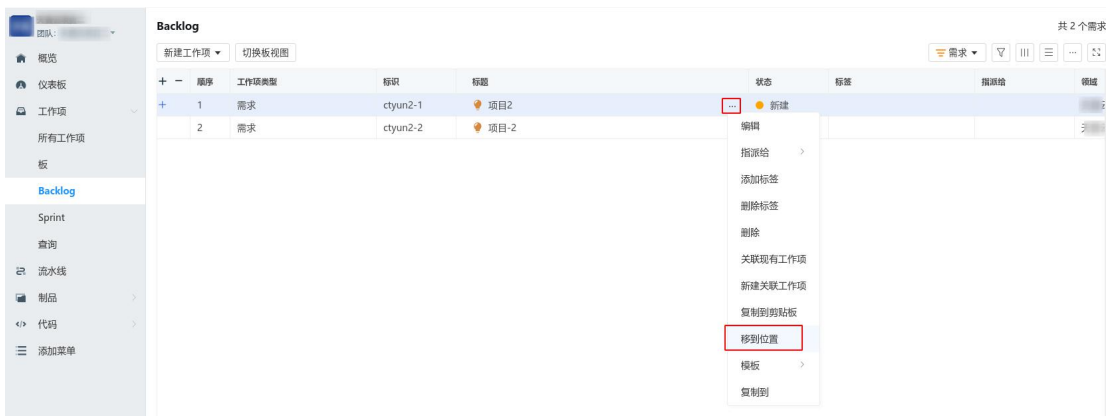 团队:
概览
仪表板
工作项
所有工作项
板
Backlog
Sprint
查询
流水线
制品
代码
添加菜单
Backlog
共 2 个需求
新建工作项 切换板视图
需求
顺序 工作项类型 标识 标题 状态 标签 指派给 领域
1 需求 ctyun2-1 项目2 ... 新建
2 需求 ctyun2-2 项目-2
编辑
指派给
添加标签
删除标签
删除
关联现有工作项
新建关联工作项
复制到剪贴板
移到位置
模板
复制到